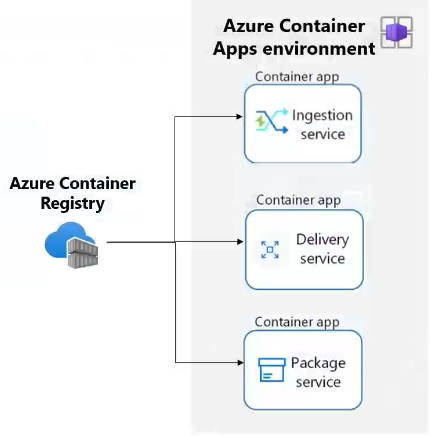 Azure Container
Apps environment
Container app
Ingestion
service
Azure Container
Registry
Container app
Delivery
service
Container app
Package
service